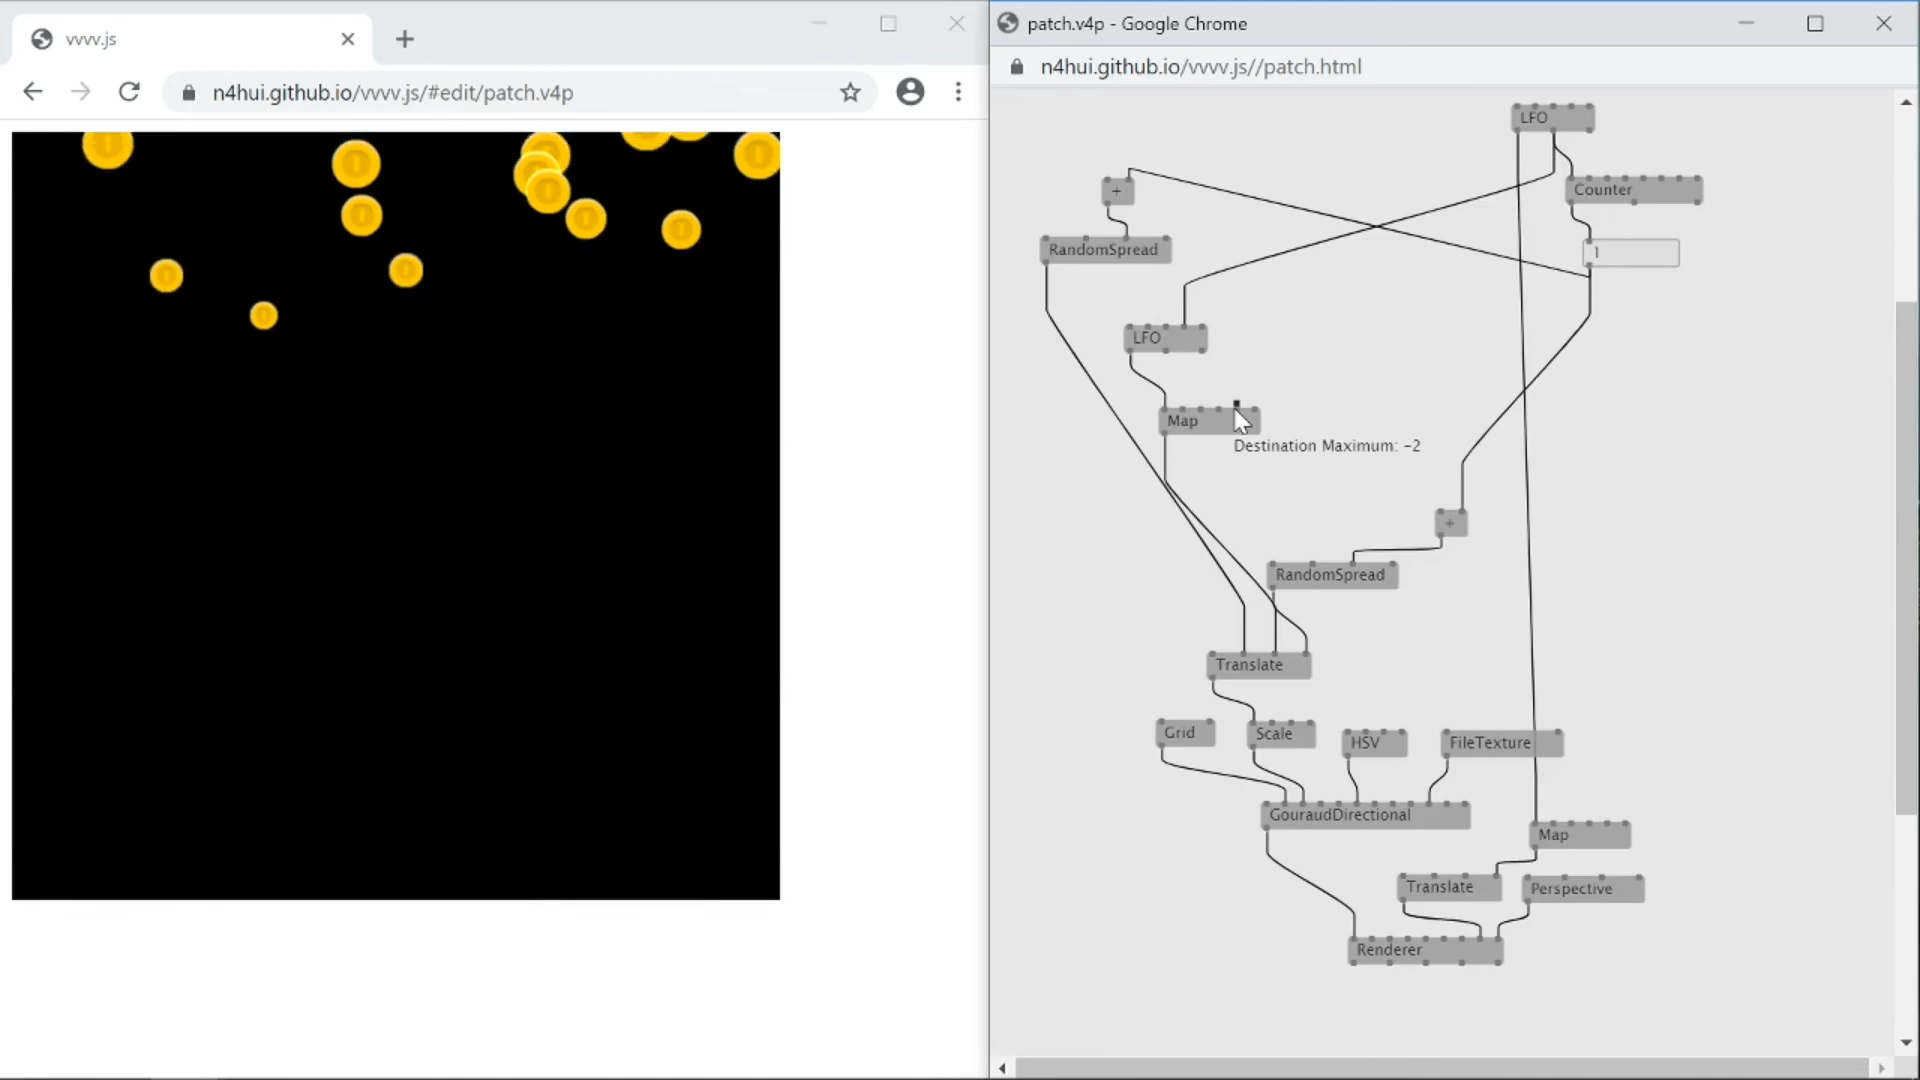 vvvv.js
n4hui.github.io/vvvv.js/#edit/patch.v4p
patch.v4p - Google Chrome
n4hui.github.io/vvvv.js//patch.html
LFO
+
Counter
RandomSpread
1
LFO
Map
Destination Maximum: -2
+
RandomSpread
Translate
Grid
Scale
HSV
FileTexture
GouraudDirectional
Map
Translate
Perspective
Renderer